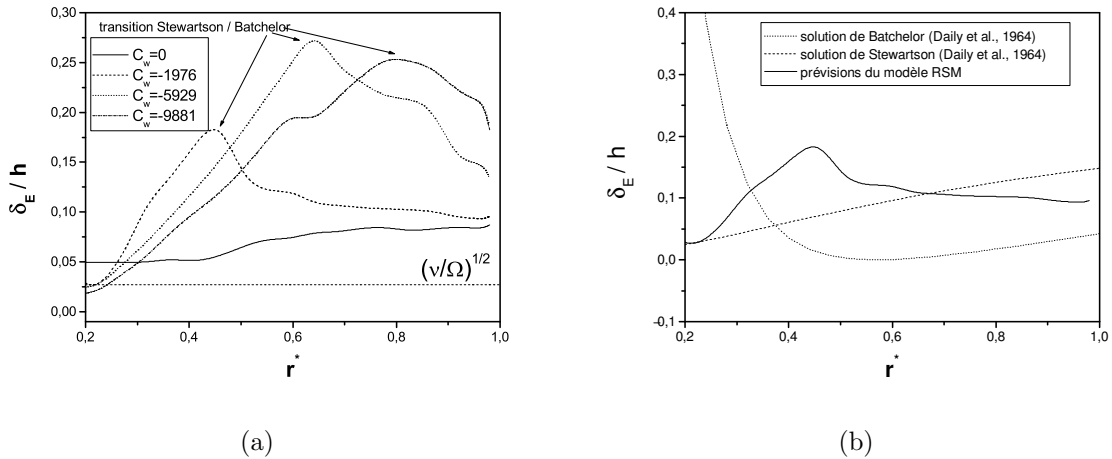 transition Stewartson / Batchelor
C_w=0
C_w=-1976
C_w=-5929
C_w=-9881
0,30
0,25
0,20
0,15
0,10
0,05
0,00
δ_E / h
(ν/Ω)^1/2
0,2 0,4 0,6 0,8 1,0
r*
(a)
solution de Batchelor (Daily et al., 1964)
solution de Stewartson (Daily et al., 1964)
prévisions du modèle RSM
0,4
0,3
0,2
0,1
0,0
-0,1
δ_E / h
0,2 0,4 0,6 0,8 1,0
r*
(b)